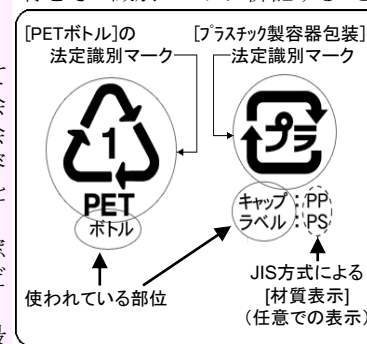 [PETボトル]の
法定識別マーク
[プラスチック製容器包装]
法定識別マーク
1
PET
ボトル
プラ
キャップ:PP
ラベル:PS
使われている部位
JIS方式による
[材質表示]
(任意での表示)